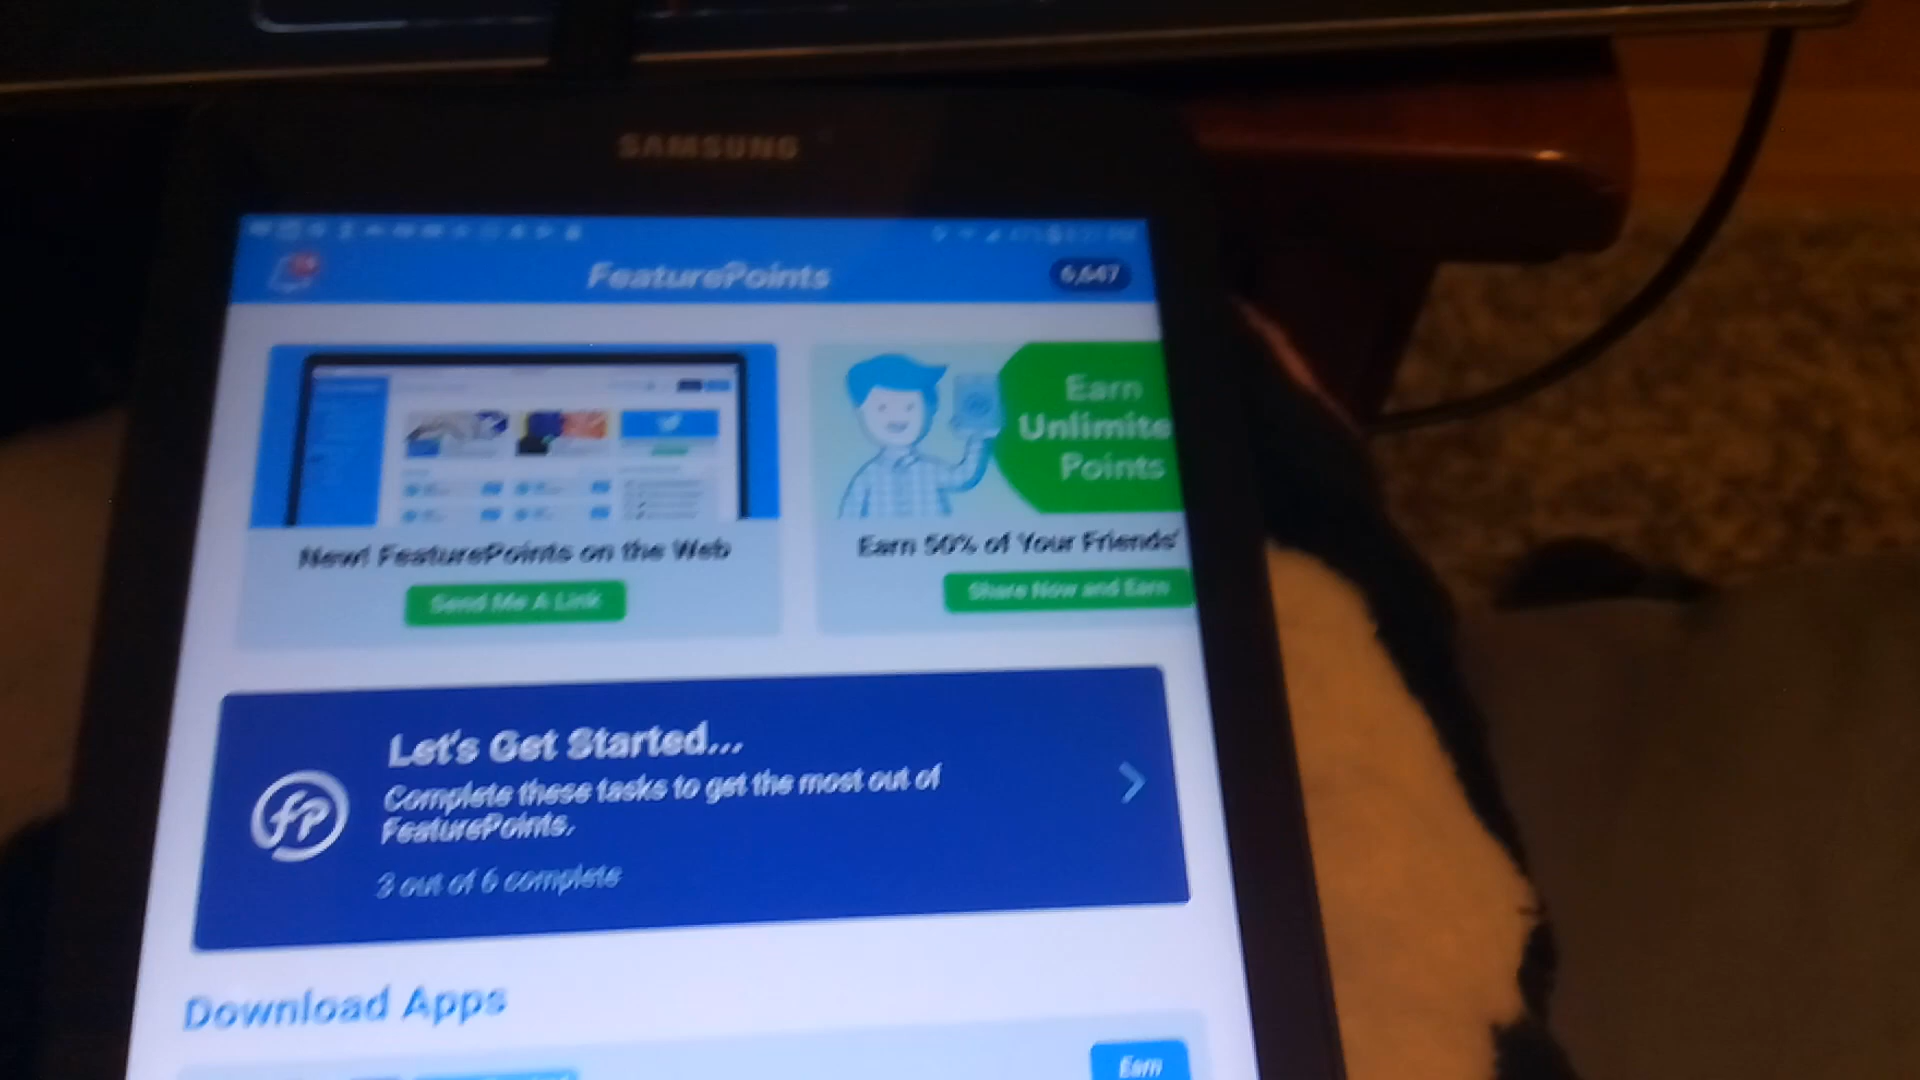 SAMSUNG
FeaturePoints
6,647
Earn
Unlimite
Points
New! FeaturePoints on the Web
Send Me A Link
Earn 50% of Your Friends'
Share Now and Earn
Let's Get Started...
Complete these tasks to get the most out of
FeaturePoints.
3 out of 6 complete
Download Apps
Earn